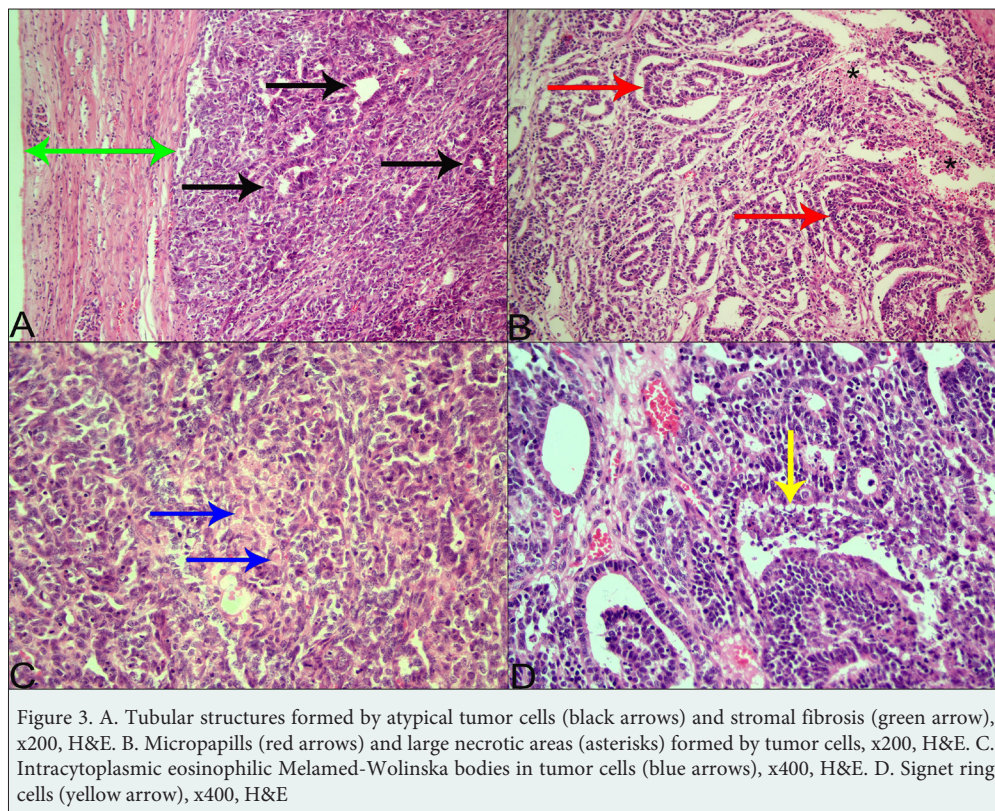 A
B
C
D
Figure 3. A. Tubular structures formed by atypical tumor cells (black arrows) and stromal fibrosis (green arrow),
x200, H&E. B. Micropapills (red arrows) and large necrotic areas (asterisks) formed by tumor cells, x200, H&E. C.
Intracytoplasmic eosinophilic Melamed-Wolinska bodies in tumor cells (blue arrows), x400, H&E. D. Signet ring
cells (yellow arrow), x400, H&E